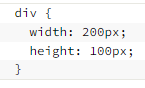 div {
  width: 200px;
  height: 100px;
}